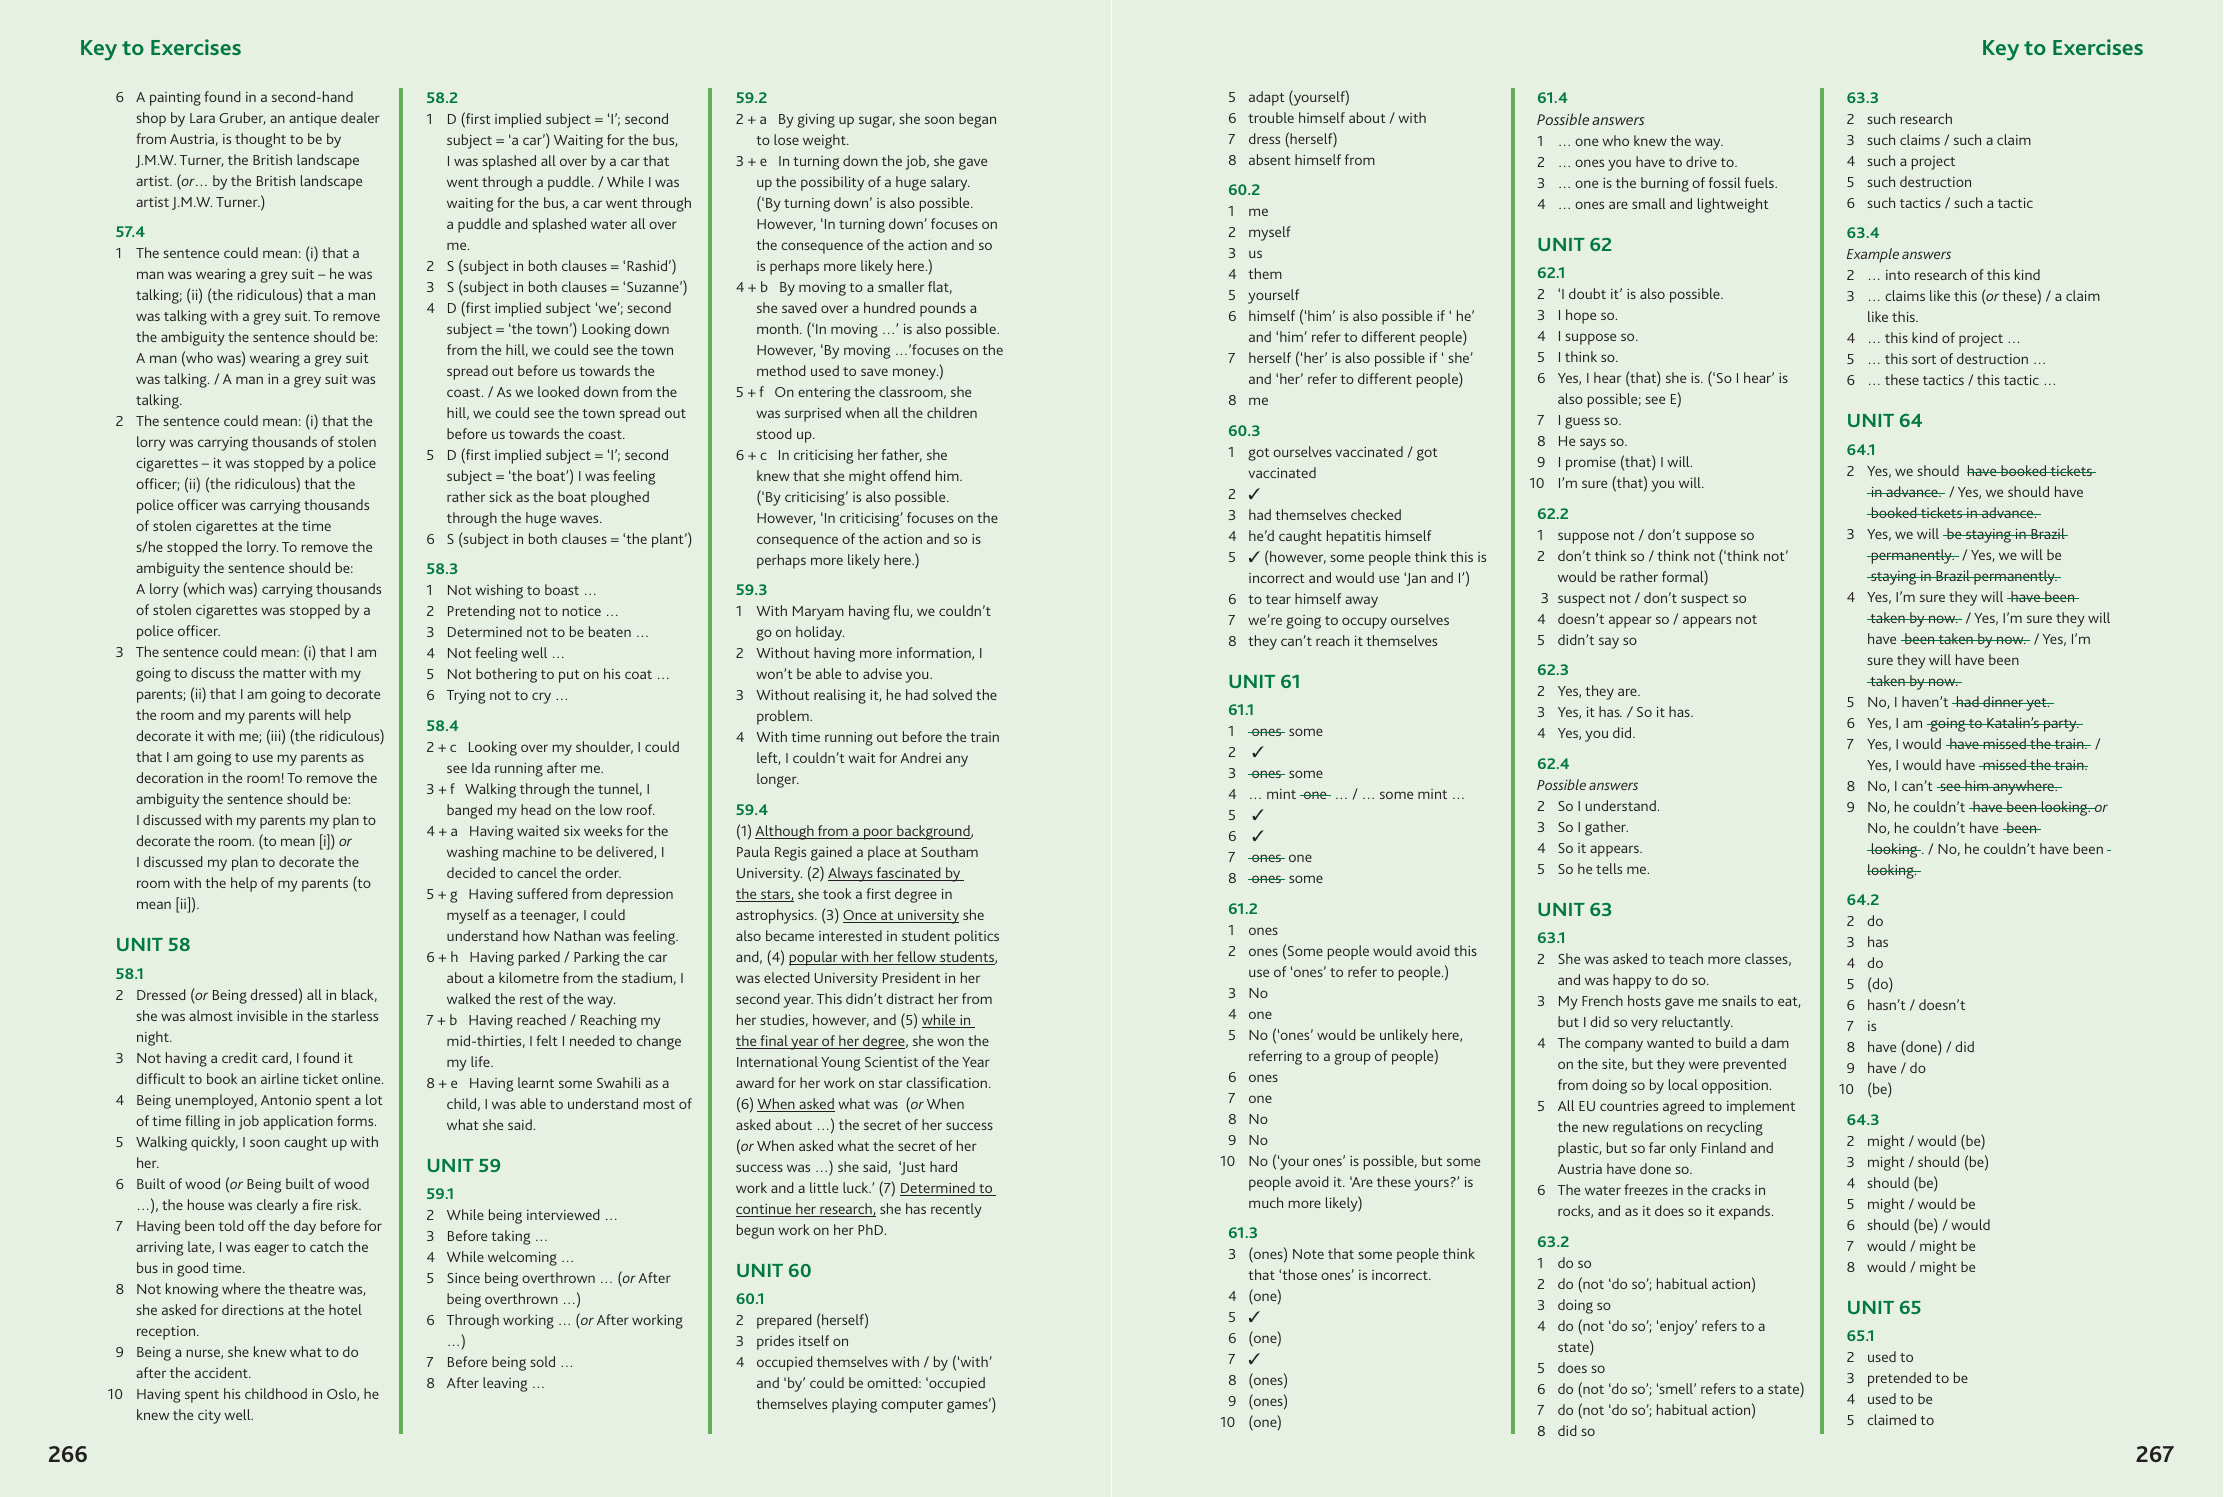 Key to Exercises
6 A painting found in a second-hand
shop by Lara Gruber, an antique dealer
from Austria, is thought to be by
J.M.W. Turner, the British landscape
artist. (or… by the British landscape
artist J.M.W. Turner.)
57.4
1 The sentence could mean: (i) that a
man was wearing a grey suit – he was
talking; (ii) (the ridiculous) that a man
was talking with a grey suit. To remove
the ambiguity the sentence should be:
A man (who was) wearing a grey suit
was talking. / A man in a grey suit was
talking.
2 The sentence could mean: (i) that the
lorry was carrying thousands of stolen
cigarettes – it was stopped by a police
officer; (ii) (the ridiculous) that the
police officer was carrying thousands
of stolen cigarettes at the time
s/he stopped the lorry. To remove the
ambiguity the sentence should be:
A lorry (which was) carrying thousands
of stolen cigarettes was stopped by a
police officer.
3 The sentence could mean: (i) that I am
going to discuss the matter with my
parents; (ii) that I am going to decorate
the room and my parents will help
decorate it with me; (iii) (the ridiculous)
that I am going to use my parents as
decoration in the room! To remove the
ambiguity the sentence should be:
I discussed with my parents my plan to
decorate the room. (to mean [i]) or
I discussed my plan to decorate the
room with the help of my parents (to
mean [ii]).
UNIT 58
58.1
2 Dressed (or Being dressed) all in black,
she was almost invisible in the starless
night.
3 Not having a credit card, I found it
difficult to book an airline ticket online.
4 Being unemployed, Antonio spent a lot
of time filling in job application forms.
5 Walking quickly, I soon caught up with
her.
6 Built of wood (or Being built of wood
…), the house was clearly a fire risk.
7 Having been told off the day before for
arriving late, I was eager to catch the
bus in good time.
8 Not knowing where the theatre was,
she asked for directions at the hotel
reception.
9 Being a nurse, she knew what to do
after the accident.
10 Having spent his childhood in Oslo, he
knew the city well.
58.2
1 D (first implied subject = ‘I’; second
subject = ‘a car’) Waiting for the bus,
I was splashed all over by a car that
went through a puddle. / While I was
waiting for the bus, a car went through
a puddle and splashed water all over
me.
2 S (subject in both clauses = ‘Rashid’)
3 S (subject in both clauses = ‘Suzanne’)
4 D (first implied subject ‘we’; second
subject = ‘the town’) Looking down
from the hill, we could see the town
spread out before us towards the
coast. / As we looked down from the
hill, we could see the town spread out
before us towards the coast.
5 D (first implied subject = ‘I’; second
subject = ‘the boat’) I was feeling
rather sick as the boat ploughed
through the huge waves.
6 S (subject in both clauses = ‘the plant’)
58.3
1 Not wishing to boast …
2 Pretending not to notice …
3 Determined not to be beaten …
4 Not feeling well …
5 Not bothering to put on his coat …
6 Trying not to cry …
58.4
2 + c Looking over my shoulder, I could
see Ida running after me.
3 + f Walking through the tunnel, I
banged my head on the low roof.
4 + a Having waited six weeks for the
washing machine to be delivered, I
decided to cancel the order.
5 + g Having suffered from depression
myself as a teenager, I could
understand how Nathan was feeling.
6 + h Having parked / Parking the car
about a kilometre from the stadium, I
walked the rest of the way.
7 + b Having reached / Reaching my
mid-thirties, I felt I needed to change
my life.
8 + e Having learnt some Swahili as a
child, I was able to understand most of
what she said.
UNIT 59
59.1
2 While being interviewed …
3 Before taking …
4 While welcoming …
5 Since being overthrown … (or After
being overthrown …)
6 Through working … (or After working
…)
7 Before being sold …
8 After leaving …
59.2
2 + a By giving up sugar, she soon began
to lose weight.
3 + e In turning down the job, she gave
up the possibility of a huge salary.
(‘By turning down’ is also possible.
However, ‘In turning down’ focuses on
the consequence of the action and so
is perhaps more likely here.)
4 + b By moving to a smaller flat,
she saved over a hundred pounds a
month. (‘In moving …’ is also possible.
However, ‘By moving …’focuses on the
method used to save money.)
5 + f On entering the classroom, she
was surprised when all the children
stood up.
6 + c In criticising her father, she
knew that she might offend him.
(‘By criticising’ is also possible.
However, ‘In criticising’ focuses on the
consequence of the action and so is
perhaps more likely here.)
59.3
1 With Maryam having flu, we couldn’t
go on holiday.
2 Without having more information, I
won’t be able to advise you.
3 Without realising it, he had solved the
problem.
4 With time running out before the train
left, I couldn’t wait for Andrei any
longer.
59.4
(1) Although from a poor background,
Paula Regis gained a place at Southam
University. (2) Always fascinated by
the stars, she took a first degree in
astrophysics. (3) Once at university she
also became interested in student politics
and, (4) popular with her fellow students,
was elected University President in her
second year. This didn’t distract her from
her studies, however, and (5) while in
the final year of her degree, she won the
International Young Scientist of the Year
award for her work on star classification.
(6) When asked what was (or When
asked about …) the secret of her success
(or When asked what the secret of her
success was …) she said, ‘Just hard
work and a little luck.’ (7) Determined to
continue her research, she has recently
begun work on her PhD.
UNIT 60
60.1
2 prepared (herself)
3 prides itself on
4 occupied themselves with / by (‘with’
and ‘by’ could be omitted: ‘occupied
themselves playing computer games’)
266
Key to Exercises
5 adapt (yourself)
6 trouble himself about / with
7 dress (herself)
8 absent himself from
60.2
1 me
2 myself
3 us
4 them
5 yourself
6 himself (‘him’ is also possible if ‘ he’
and ‘him’ refer to different people)
7 herself (‘her’ is also possible if ‘ she’
and ‘her’ refer to different people)
8 me
60.3
1 got ourselves vaccinated / got
vaccinated
2 ✓
3 had themselves checked
4 he’d caught hepatitis himself
5 ✓ (however, some people think this is
incorrect and would use ‘Jan and I’)
6 to tear himself away
7 we’re going to occupy ourselves
8 they can’t reach it themselves
UNIT 61
61.1
1 ones some
2 ✓
3 ones some
4 … mint one … / … some mint …
5 ✓
6 ✓
7 ones one
8 ones some
61.2
1 ones
2 ones (Some people would avoid this
use of ‘ones’ to refer to people.)
3 No
4 one
5 No (‘ones’ would be unlikely here,
referring to a group of people)
6 ones
7 one
8 No
9 No
10 No (‘your ones’ is possible, but some
people avoid it. ‘Are these yours?’ is
much more likely)
61.3
3 (ones) Note that some people think
that ‘those ones’ is incorrect.
4 (one)
5 ✓
6 (one)
7 ✓
8 (ones)
9 (ones)
10 (one)
61.4
Possible answers
1 … one who knew the way.
2 … ones you have to drive to.
3 … one is the burning of fossil fuels.
4 … ones are small and lightweight
UNIT 62
62.1
2 ‘I doubt it’ is also possible.
3 I hope so.
4 I suppose so.
5 I think so.
6 Yes, I hear (that) she is. (‘So I hear’ is
also possible; see E)
7 I guess so.
8 He says so.
9 I promise (that) I will.
10 I’m sure (that) you will.
62.2
1 suppose not / don’t suppose so
2 don’t think so / think not (‘think not’
would be rather formal)
3 suspect not / don’t suspect so
4 doesn’t appear so / appears not
5 didn’t say so
62.3
2 Yes, they are.
3 Yes, it has. / So it has.
4 Yes, you did.
62.4
Possible answers
2 So I understand.
3 So I gather.
4 So it appears.
5 So he tells me.
UNIT 63
63.1
2 She was asked to teach more classes,
and was happy to do so.
3 My French hosts gave me snails to eat,
but I did so very reluctantly.
4 The company wanted to build a dam
on the site, but they were prevented
from doing so by local opposition.
5 All EU countries agreed to implement
the new regulations on recycling
plastic, but so far only Finland and
Austria have done so.
6 The water freezes in the cracks in
rocks, and as it does so it expands.
63.2
1 do so
2 do (not ‘do so’; habitual action)
3 doing so
4 do (not ‘do so’; ‘enjoy’ refers to a
state)
5 does so
6 do (not ‘do so’; ‘smell’ refers to a state)
7 do (not ‘do so’; habitual action)
8 did so
63.3
2 such research
3 such claims / such a claim
4 such a project
5 such destruction
6 such tactics / such a tactic
63.4
Example answers
2 … into research of this kind
3 … claims like this (or these) / a claim
like this.
4 … this kind of project …
5 … this sort of destruction …
6 … these tactics / this tactic …
UNIT 64
64.1
2 Yes, we should have booked tickets
in advance. / Yes, we should have
booked tickets in advance.
3 Yes, we will be staying in Brazil
permanently. / Yes, we will be
staying in Brazil permanently.
4 Yes, I’m sure they will have been
taken by now. / Yes, I’m sure they will
have been taken by now. / Yes, I’m
sure they will have been
taken by now.
5 No, I haven’t had dinner yet.
6 Yes, I am going to Katalin’s party.
7 Yes, I would have missed the train. /
Yes, I would have missed the train.
8 No, I can’t see him anywhere.
9 No, he couldn’t have been looking. or
No, he couldn’t have been
looking. / No, he couldn’t have been
looking.
64.2
2 do
3 has
4 do
5 (do)
6 hasn’t / doesn’t
7 is
8 have (done) / did
9 have / do
10 (be)
64.3
2 might / would (be)
3 might / should (be)
4 should (be)
5 might / would be
6 should (be) / would
7 would / might be
8 would / might be
UNIT 65
65.1
2 used to
3 pretended to be
4 used to be
5 claimed to
267